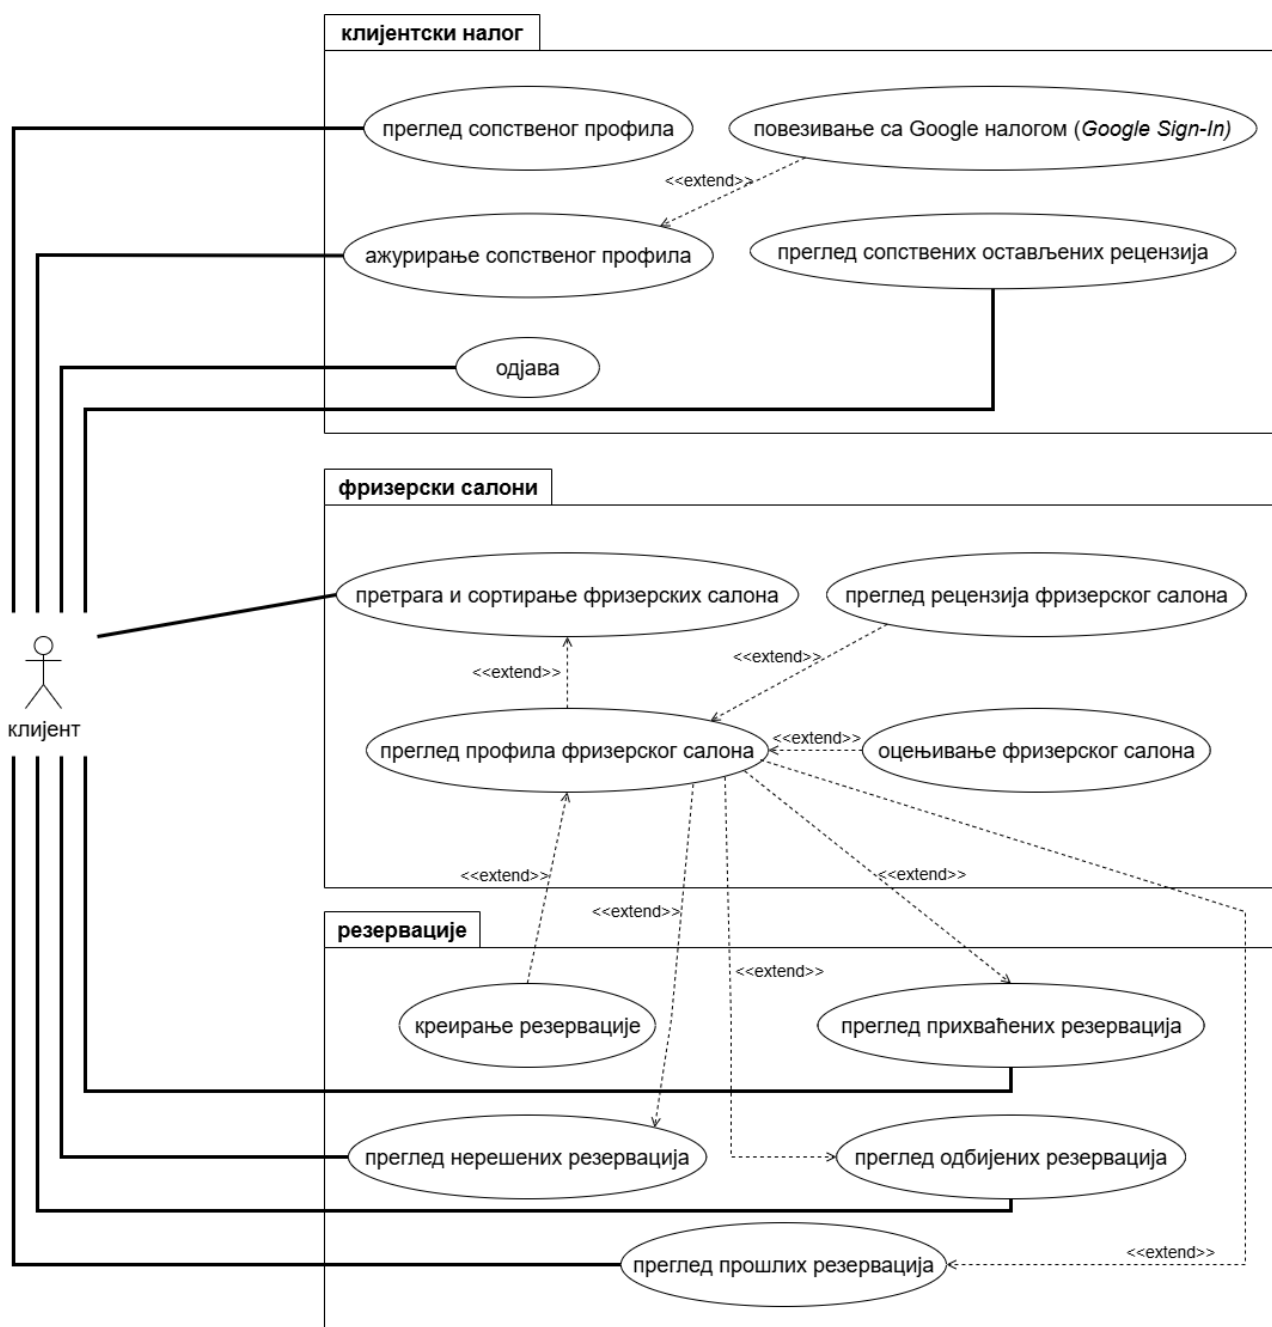 клијентски налог
преглед сопственог профила
повезивање са Google налогом (Google Sign-In)
<<extend>>
ажурирање сопственог профила
преглед сопствених остављених рецензија
одјава
фризерски салони
претрага и сортирање фризерских салона
преглед рецензија фризерског салона
<<extend>>
<<extend>>
клијент
преглед профила фризерског салона
<<extend>>
оцењивање фризерског салона
<<extend>>
<<extend>>
<<extend>>
резервације
<<extend>>
креирање резервације
преглед прихваћених резервација
преглед нерешених резервација
преглед одбијених резервација
<<extend>>
преглед прошлих резервација